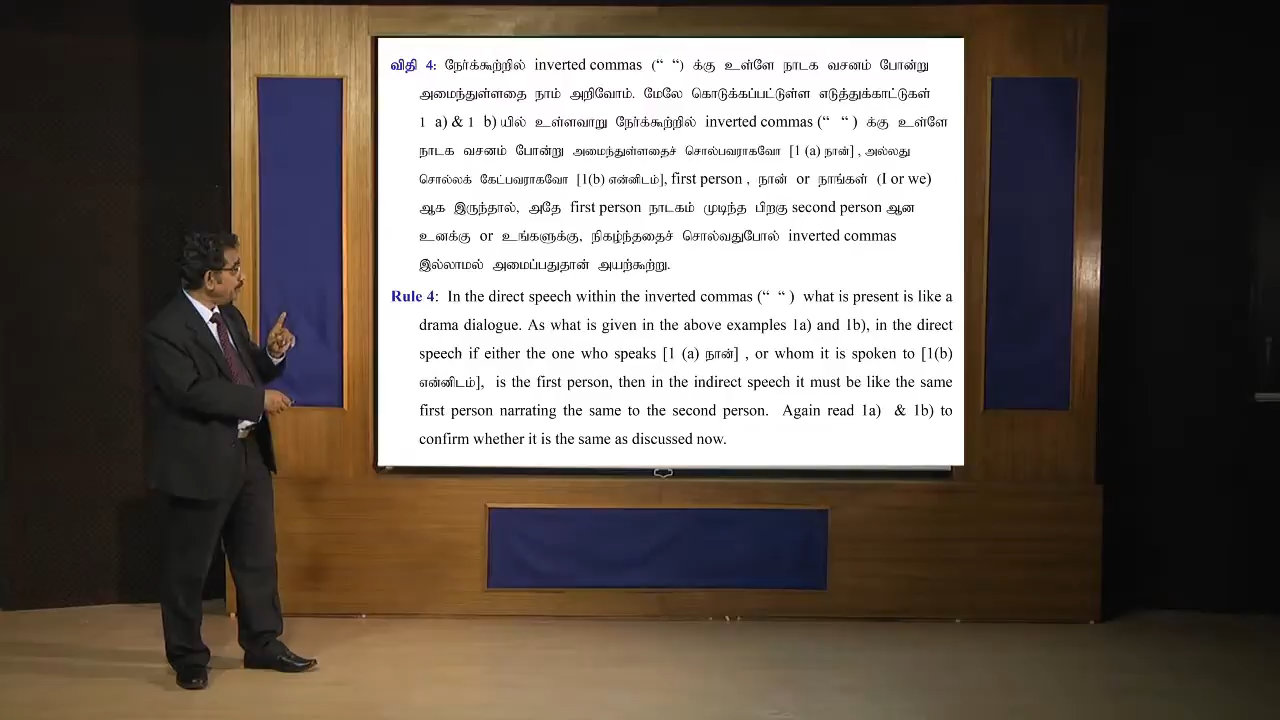 விதி 4: நேர்க்கூற்றில் inverted commas (“ “) க்கு உள்ளே நாடக வசனம் போன்று
அமைந்துள்ளதை நாம் அறிவோம். மேலே கொடுக்கப்பட்டுள்ள எடுத்துக்காட்டுகள்
1 a) & 1 b) யில் உள்ளவாறு நேர்க்கூற்றில் inverted commas (“ “ ) க்கு உள்ளே
நாடக வசனம் போன்று அமைந்துள்ளதைச் சொல்பவராகவோ [1 (a) நான்] , அல்லது
சொல்லக் கேட்பவராகவோ [1(b) என்னிடம்], first person , நான் or நாங்கள் (I or we)
ஆக இருந்தால், அதே first person நாடகம் முடிந்த பிறகு second person ஆன
உனக்கு or உங்களுக்கு, நிகழ்ந்ததைச் சொல்வதுபோல் inverted commas
இல்லாமல் அமைப்பதுதான் அயற்கூற்று.
Rule 4: In the direct speech within the inverted commas (“ “ ) what is present is like a
drama dialogue. As what is given in the above examples 1a) and 1b), in the direct
speech if either the one who speaks [1 (a) நான்] , or whom it is spoken to [1(b)
என்னிடம்], is the first person, then in the indirect speech it must be like the same
first person narrating the same to the second person. Again read 1a) & 1b) to
confirm whether it is the same as discussed now.